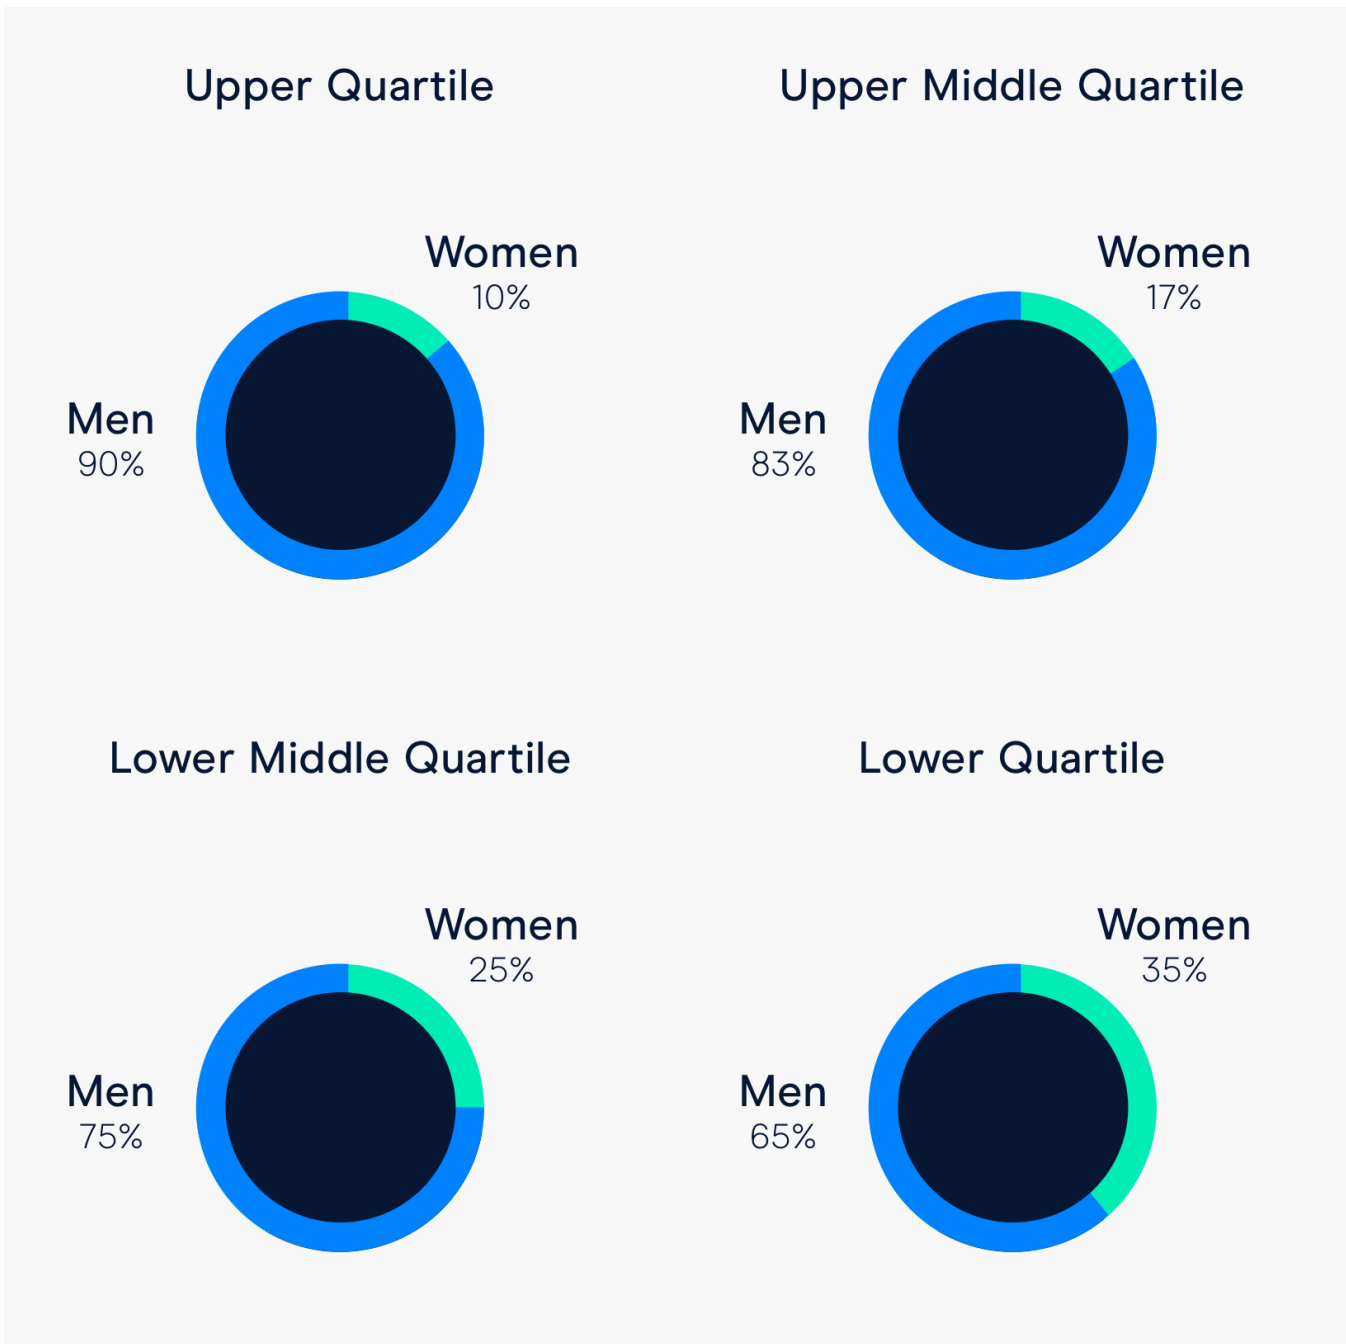 Upper Quartile
Women
10%
Men
90%
Upper Middle Quartile
Women
17%
Men
83%
Lower Middle Quartile
Women
25%
Men
75%
Lower Quartile
Women
35%
Men
65%